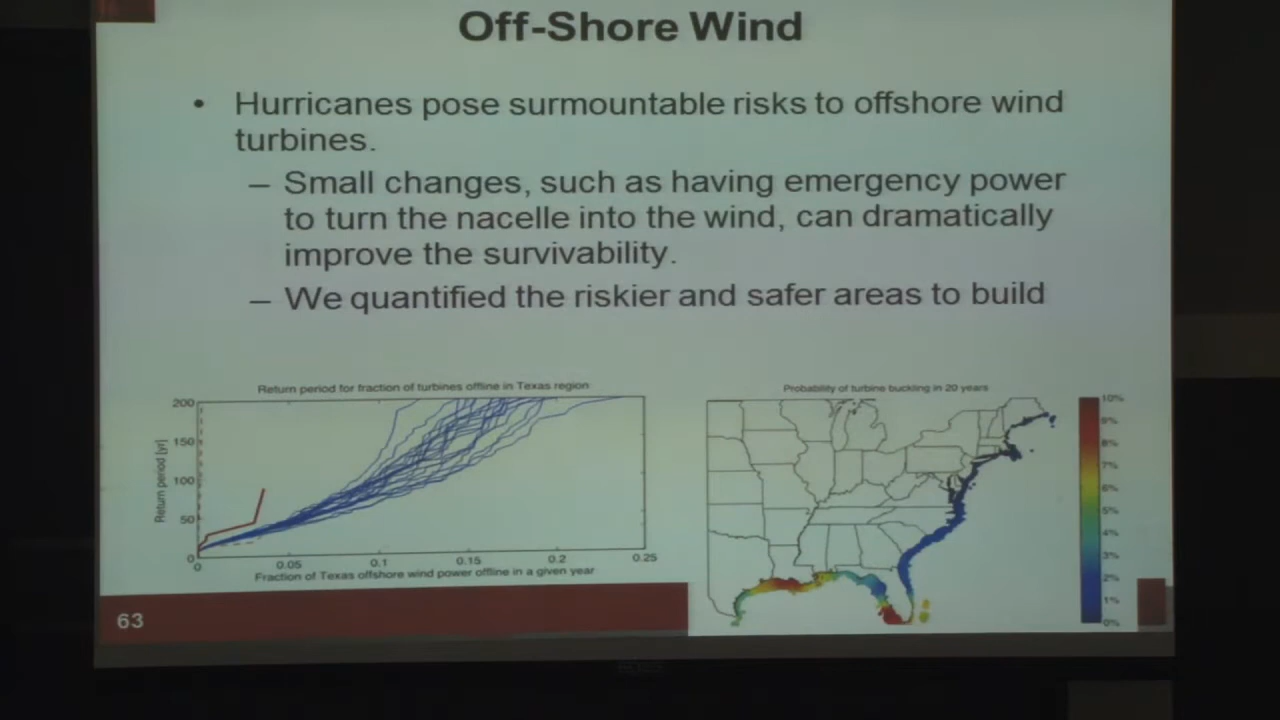 Off-Shore Wind
• Hurricanes pose surmountable risks to offshore wind
turbines.
– Small changes, such as having emergency power
to turn the nacelle into the wind, can dramatically
improve the survivability.
– We quantified the riskier and safer areas to build
Return period for fraction of turbines offline in Texas region
200
150
100
50
0
Return period [yr]
0
0.05
0.1
0.15
0.2
0.25
Fraction of Texas offshore wind power offline in a given year
Probability of turbine buckling in 20 years
10%
9%
8%
7%
6%
5%
4%
3%
2%
1%
0%
63